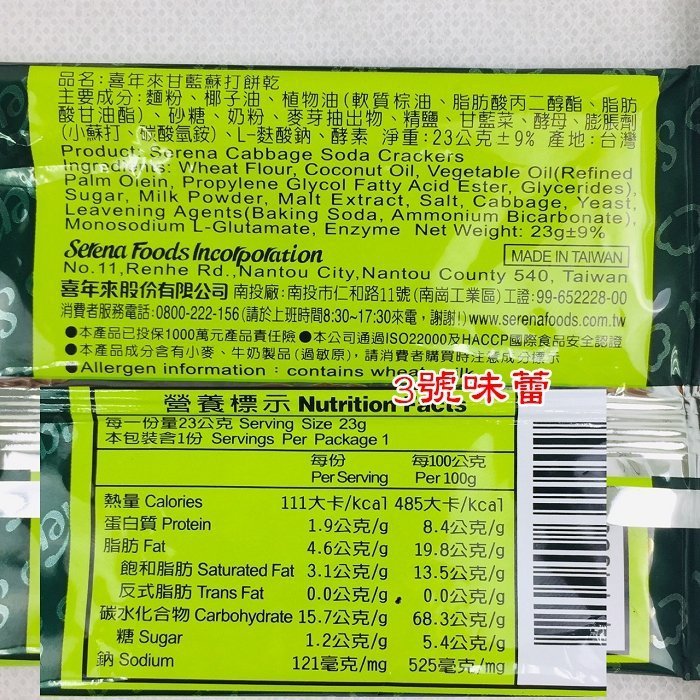 品名:喜年來甘藍蘇打餅乾
主要成分:麵粉、椰子油、植物油(軟質棕油、脂肪酸丙二醇酯、脂肪
酸甘油酯)、砂糖、奶粉、麥芽抽出物、精鹽、甘藍菜、酵母、膨脹劑
(小蘇打、碳酸氫銨)、L-麩酸鈉、酵素 淨重:23公克±9% 產地:台灣
Product: Serena Cabbage Soda Crackers
Ingredients: Wheat Flour, Coconut Oil, Vegetable Oil(Refined
Palm Olein, Propylene Glycol Fatty Acid Ester, Glycerides),
Sugar, Milk Powder, Malt Extract, Salt, Cabbage, Yeast,
Leavening Agents(Baking Soda, Ammonium Bicarbonate),
Monosodium L-Glutamate, Enzyme Net Weight: 23g±9%
Serena Foods Incorporation MADE IN TAIWAN
No.11,Renhe Rd.,Nantou City,Nantou County 540, Taiwan
喜年來股份有限公司 南投廠:南投市仁和路11號(南崗工業區)工證:99-652228-00
消費者服務電話:0800-222-156(請於上班時間8:30~17:30來電,謝謝!)www.serenafoods.com.tw
●本產品已投保1000萬元產品責任險 ●本公司通過ISO22000及HACCP國際食品安全認證
●本產品成分含有小麥、牛奶製品(過敏原),請消費者購買時注意成分標示
●Allergen information : contains wheat, milk
3號味蕾
營養標示 Nutrition Facts
每一份量23公克 Serving Size 23g
本包裝含1份 Servings Per Package 1
每份 每100公克
Per Serving Per 100g
熱量 Calories 111大卡/kcal 485大卡/kcal
蛋白質 Protein 1.9公克/g 8.4公克/g
脂肪 Fat 4.6公克/g 19.8公克/g
飽和脂肪 Saturated Fat 3.1公克/g 13.5公克/g
反式脂肪 Trans Fat 0.0公克/g 0.0公克/g
碳水化合物 Carbohydrate 15.7公克/g 68.3公克/g
糖 Sugar 1.2公克/g 5.4公克/g
鈉 Sodium 121毫克/mg 525毫克/mg